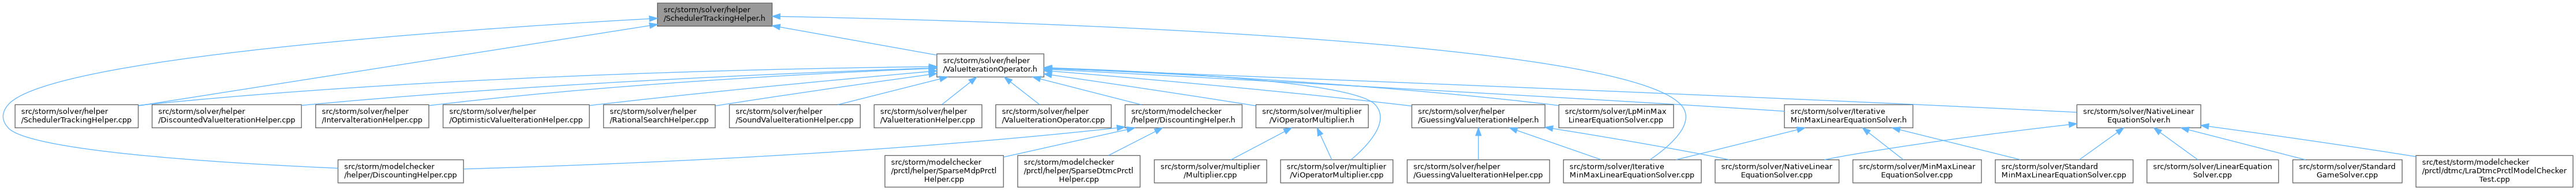 src/storm/solver/helper
/SchedulerTrackingHelper.h
src/storm/solver/helper
/ValueIterationOperator.h
src/storm/solver/helper
/SchedulerTrackingHelper.cpp
src/storm/solver/helper
/DiscountedValueIterationHelper.cpp
src/storm/solver/helper
/IntervalterationHelper.cpp
src/storm/solver/helper
/OptimisticValueIterationHelper.cpp
src/storm/solver/helper
/RationalSearchHelper.cpp
src/storm/solver/helper
/SoundValueIterationHelper.cpp
src/storm/solver/helper
/ValueIterationHelper.cpp
src/storm/solver/helper
/ValueIterationOperator.cpp
src/storm/modelchecker
/helper/DiscountingHelper.h
src/storm/solver/multiplier
/ViOperatorMultiplier.h
src/storm/solver/helper
/GuessingValueIterationHelper.h
src/storm/solver/LpMinMax
LinearEquationSolver.cpp
src/storm/solver/Iterative
MinMaxLinearEquationSolver.h
src/storm/solver/NativeLinear
EquationSolver.h
src/storm/modelchecker
/helper/DiscountingHelper.cpp
src/storm/modelchecker
/prctl/helper/SparseMdpPrctl
Helper.cpp
src/storm/modelchecker
/prctl/helper/SparseDtmcPrctl
Helper.cpp
src/storm/solver/multiplier
/Multiplier.cpp
src/storm/solver/multiplier
/ViOperatorMultiplier.cpp
src/storm/solver/helper
/GuessingValueIterationHelper.cpp
src/storm/solver/Iterative
MinMaxLinearEquationSolver.cpp
src/storm/solver/NativeLinear
EquationSolver.cpp
src/storm/solver/MinMaxLinear
EquationSolver.cpp
src/storm/solver/Standard
MinMaxLinearEquationSolver.cpp
src/storm/solver/LinearEquation
Solver.cpp
src/storm/solver/Standard
GameSolver.cpp
src/test/storm/modelchecker
/prctl/dtmc/LraDtmcPrctlModelChecker
Test.cpp